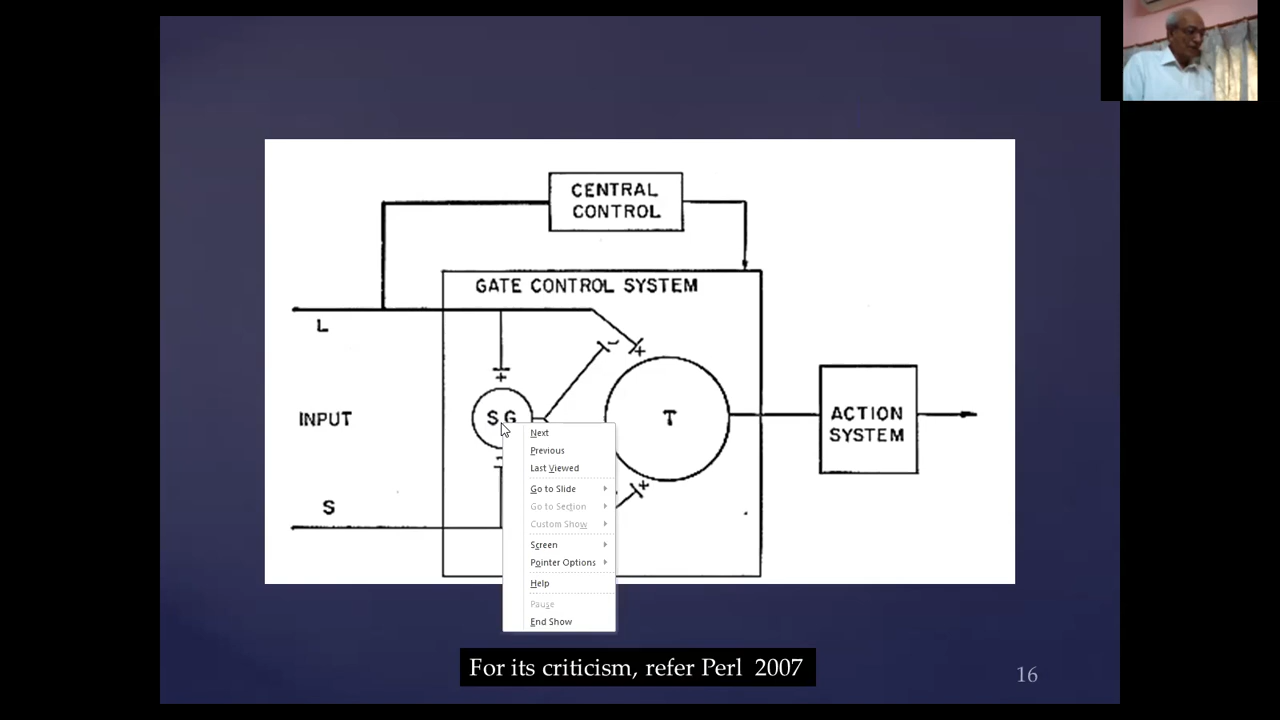 CENTRAL
CONTROL
GATE CONTROL SYSTEM
L
INPUT
SG
T
ACTION
SYSTEM
S
Next
Previous
Last Viewed
Go to Slide
Go to Section
Custom Show
Screen
Pointer Options
Help
Pause
End Show
For its criticism, refer Perl 2007
16